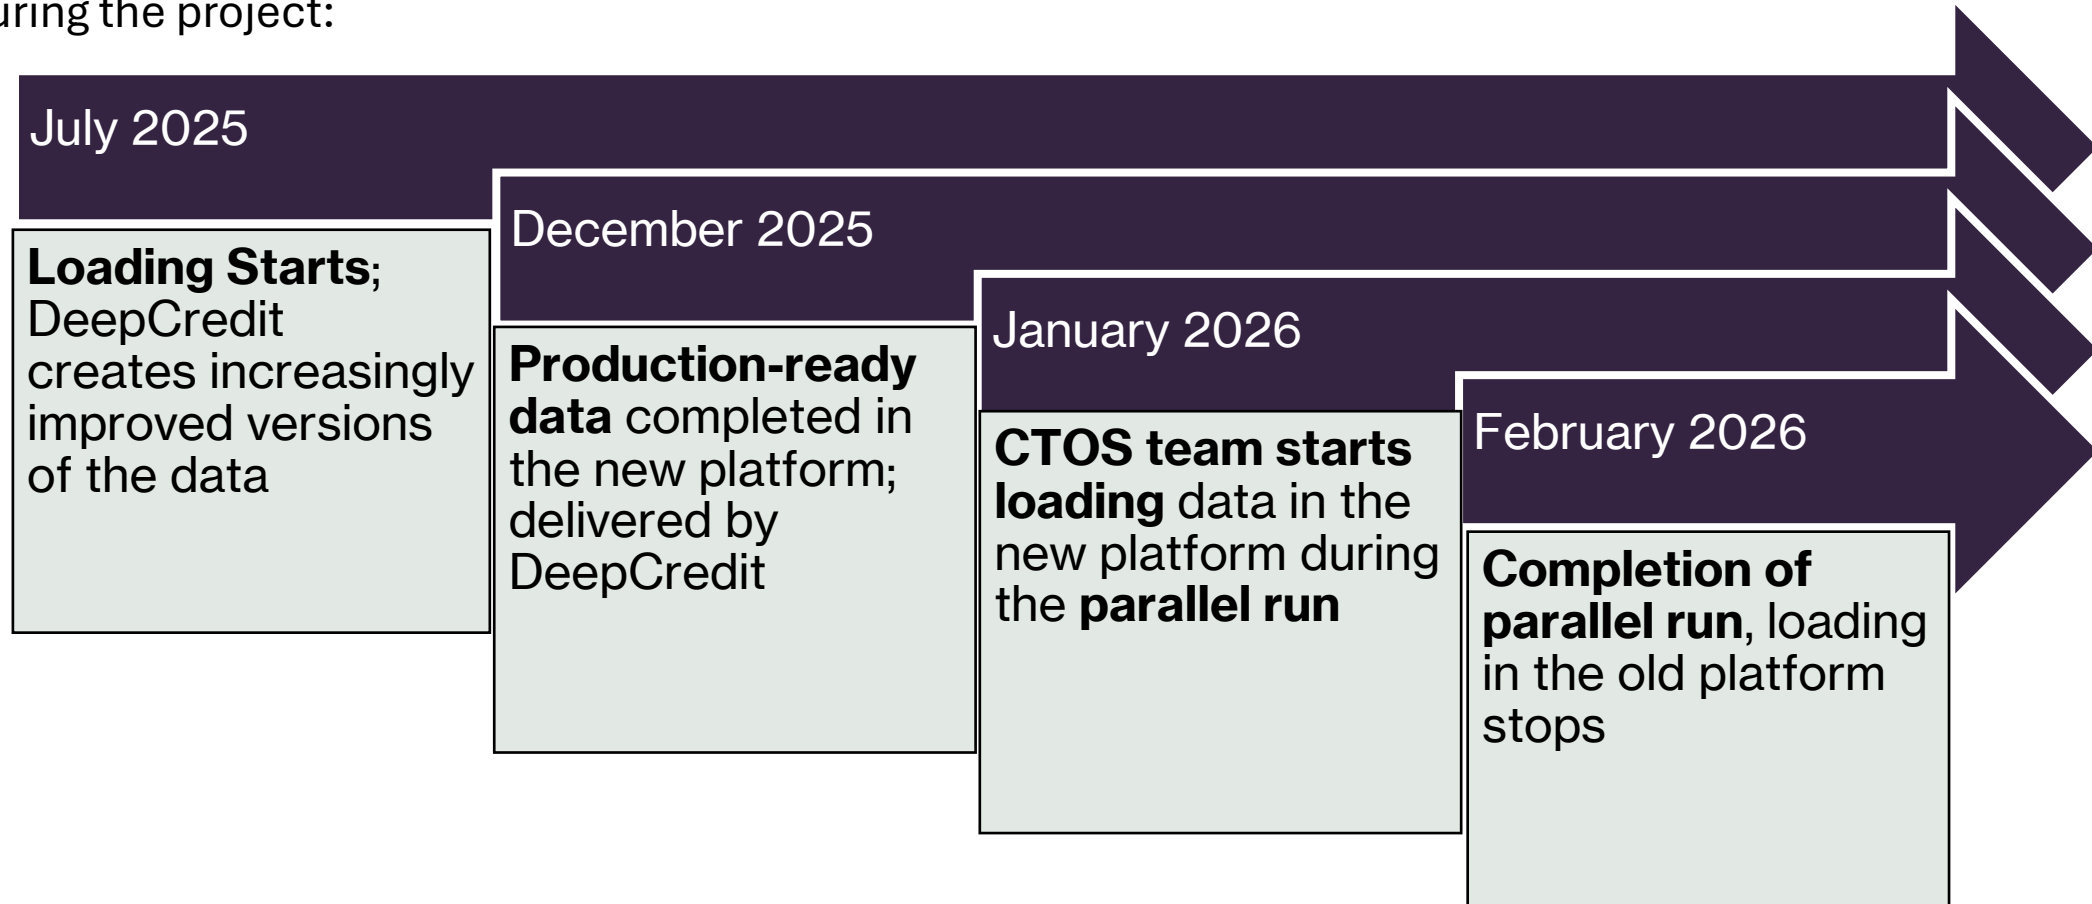 the project:
July 2025
Loading Starts;
DeepCredit
creates increasingly
improved versions
of the data
December 2025
Production-ready
data completed in
the new platform;
delivered by
DeepCredit
January 2026
CTOS team starts
loading data in the
new platform during
the parallel run
February 2026
Completion of
parallel run, loading
in the old platform
stops